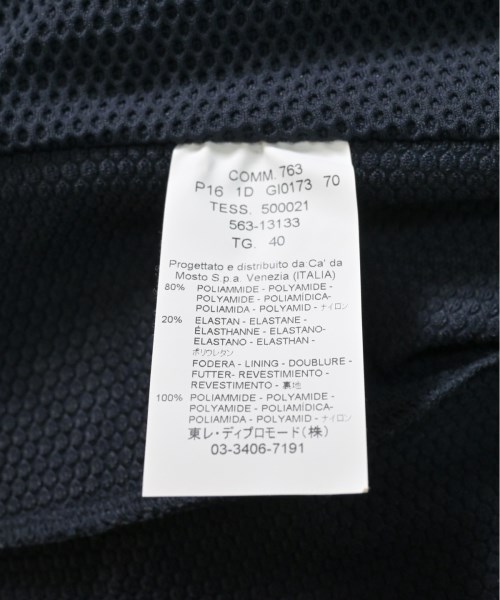 COMM. 763
P16 1D GI0173 70
TESS. 500021
563-13133
TG. 40
Progettato e distribuito da:Ca' da
Mosto S.p.a. Venezia (ITALIA)
80% POLIAMMIDE - POLYAMIDE -
POLYAMIDE - POLIAMÍDICA-
POLIAMIDA - POLYAMID - ナイロン
20% ELASTAN - ELASTANE -
ÉLASTHANNE - ELASTANO-
ELASTANO - ELASTHAN -
ポリウレタン
FODERA - LINING - DOUBLURE -
FUTTER- REVESTIMIENTO -
REVESTIMENTO - 裏地
100% POLIAMMIDE - POLYAMIDE -
POLYAMIDE - POLIAMÍDICA-
POLIAMIDA - POLYAMID - ナイロン
東レ・ディプロモード(株)
03-3406-7191